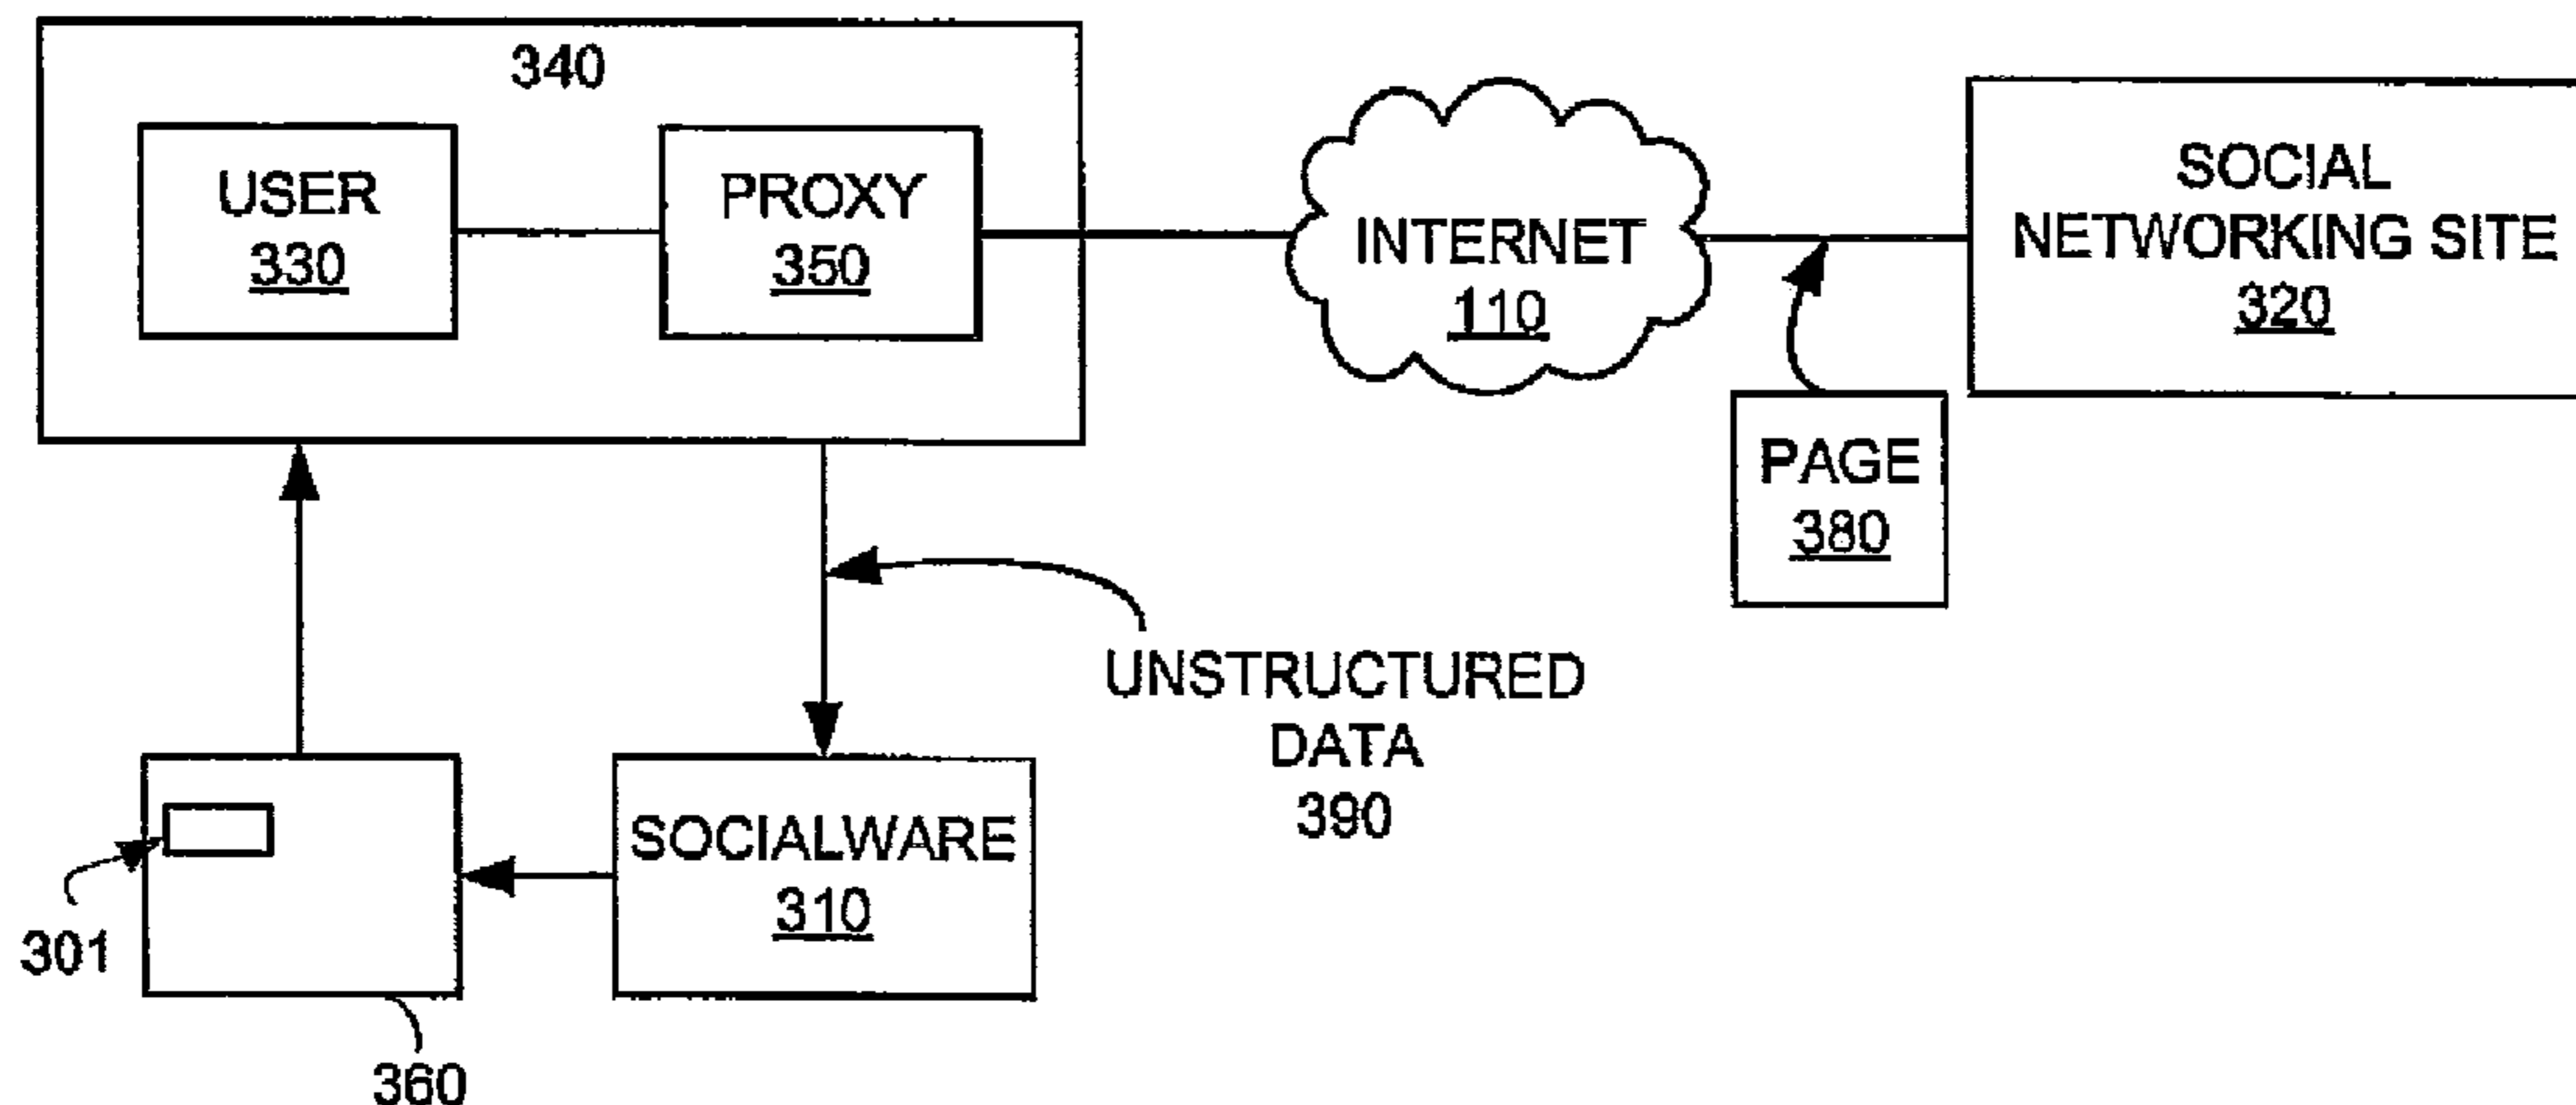 340
USER
330
PROXY
350
INTERNET
110
SOCIAL
NETWORKING SITE
320
PAGE
380
UNSTRUCTURED
DATA
390
SOCIALWARE
310
301
360